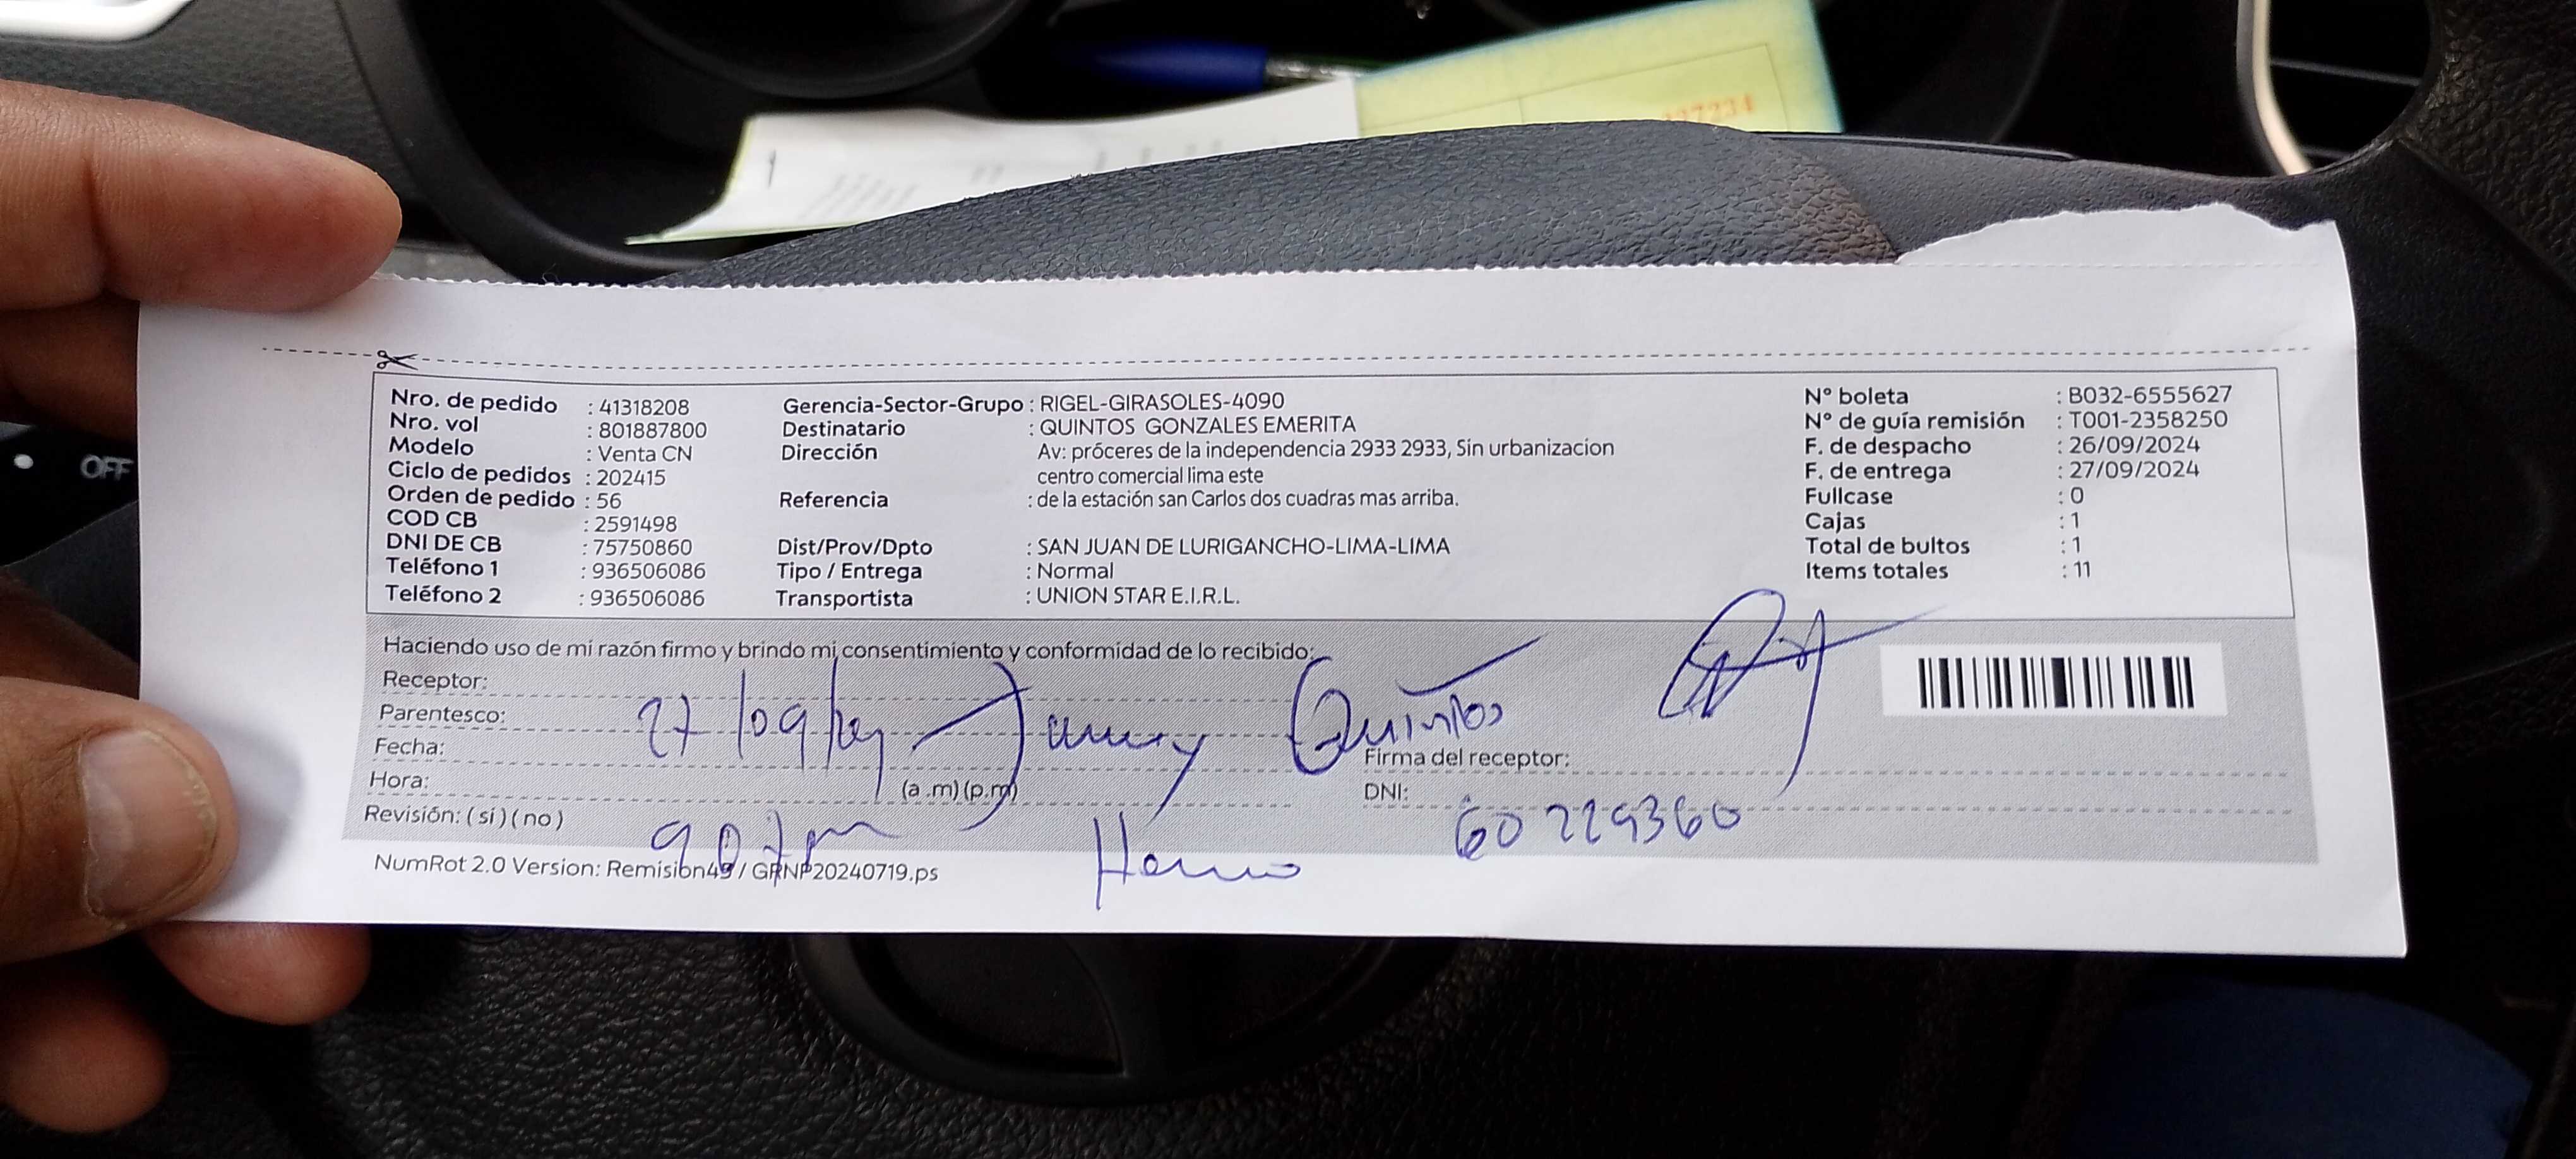 OFF
Nro. de pedido : 41318208 Gerencia-Sector-Grupo : RIGEL-GIRASOLES-4090 N° boleta : B032-6555627
Nro. vol : 801887800 Destinatario : QUINTOS GONZALES EMERITA N° de guía remisión : T001-2358250
Modelo : Venta CN Dirección Av: próceres de la independencia 2933 2933, Sin urbanizacion F. de despacho : 26/09/2024
Ciclo de pedidos : 202415 centro comercial lima este F. de entrega : 27/09/2024
Orden de pedido : 56 Referencia : de la estación san Carlos dos cuadras mas arriba. Fullcase : 0
COD CB : 2591498 Cajas : 1
DNI DE CB : 75750860 Dist/Prov/Dpto : SAN JUAN DE LURIGANCHO-LIMA-LIMA Total de bultos : 1
Teléfono 1 : 936506086 Tipo / Entrega : Normal Items totales : 11
Teléfono 2 : 936506086 Transportista : UNION STAR E.I.R.L.
Haciendo uso de mi razón firmo y brindo mi consentimiento y conformidad de lo recibido:
Receptor:
Parentesco: 27/09/24 Quintos
Fecha: Firma del receptor:
Hora: (a .m) (p.m) DNI: 60229360
Revisión: ( si ) ( no )
NumRot 2.0 Version: Remision49 / GRNP20240719.ps